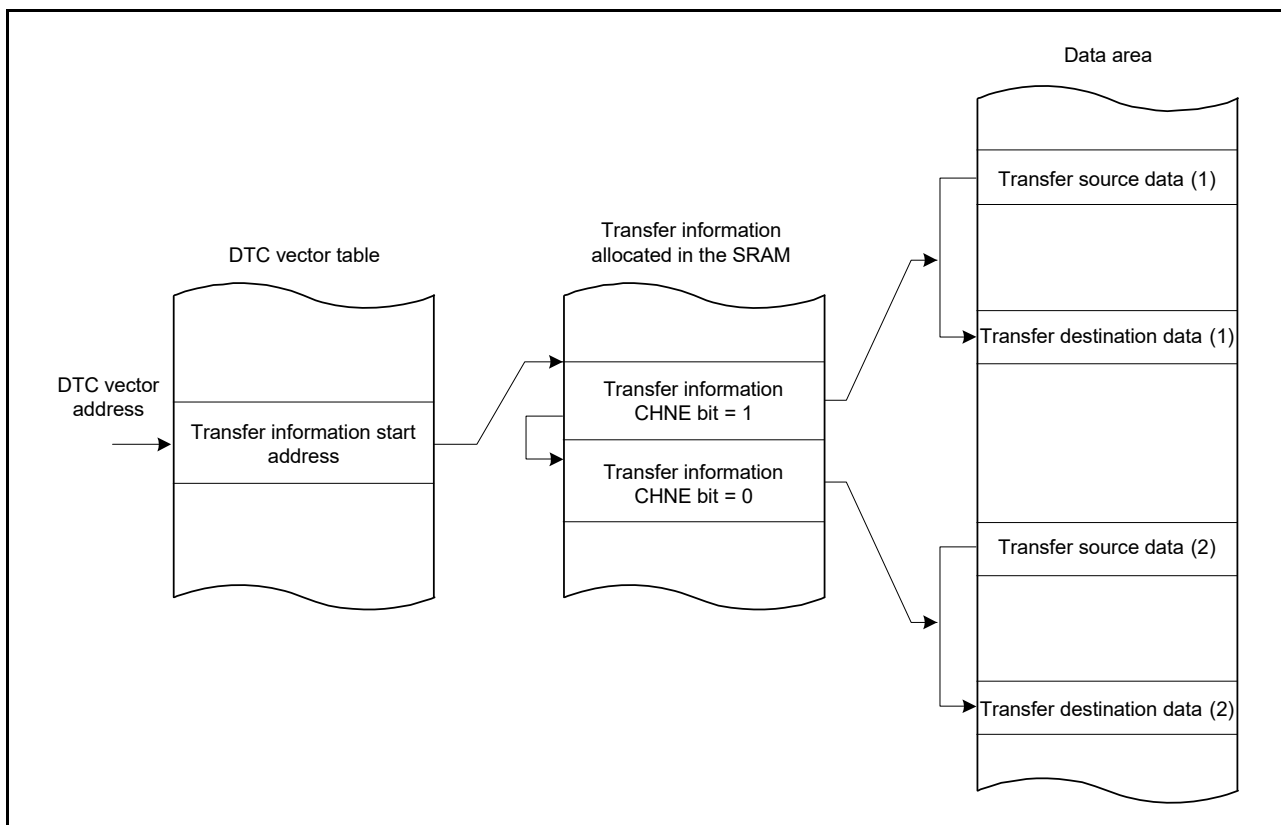 DTC vector table
DTC vector
address
Transfer information start
address
Transfer information
allocated in the SRAM
Transfer information
CHNE bit = 1
Transfer information
CHNE bit = 0
Data area
Transfer source data (1)
Transfer destination data (1)
Transfer source data (2)
Transfer destination data (2)